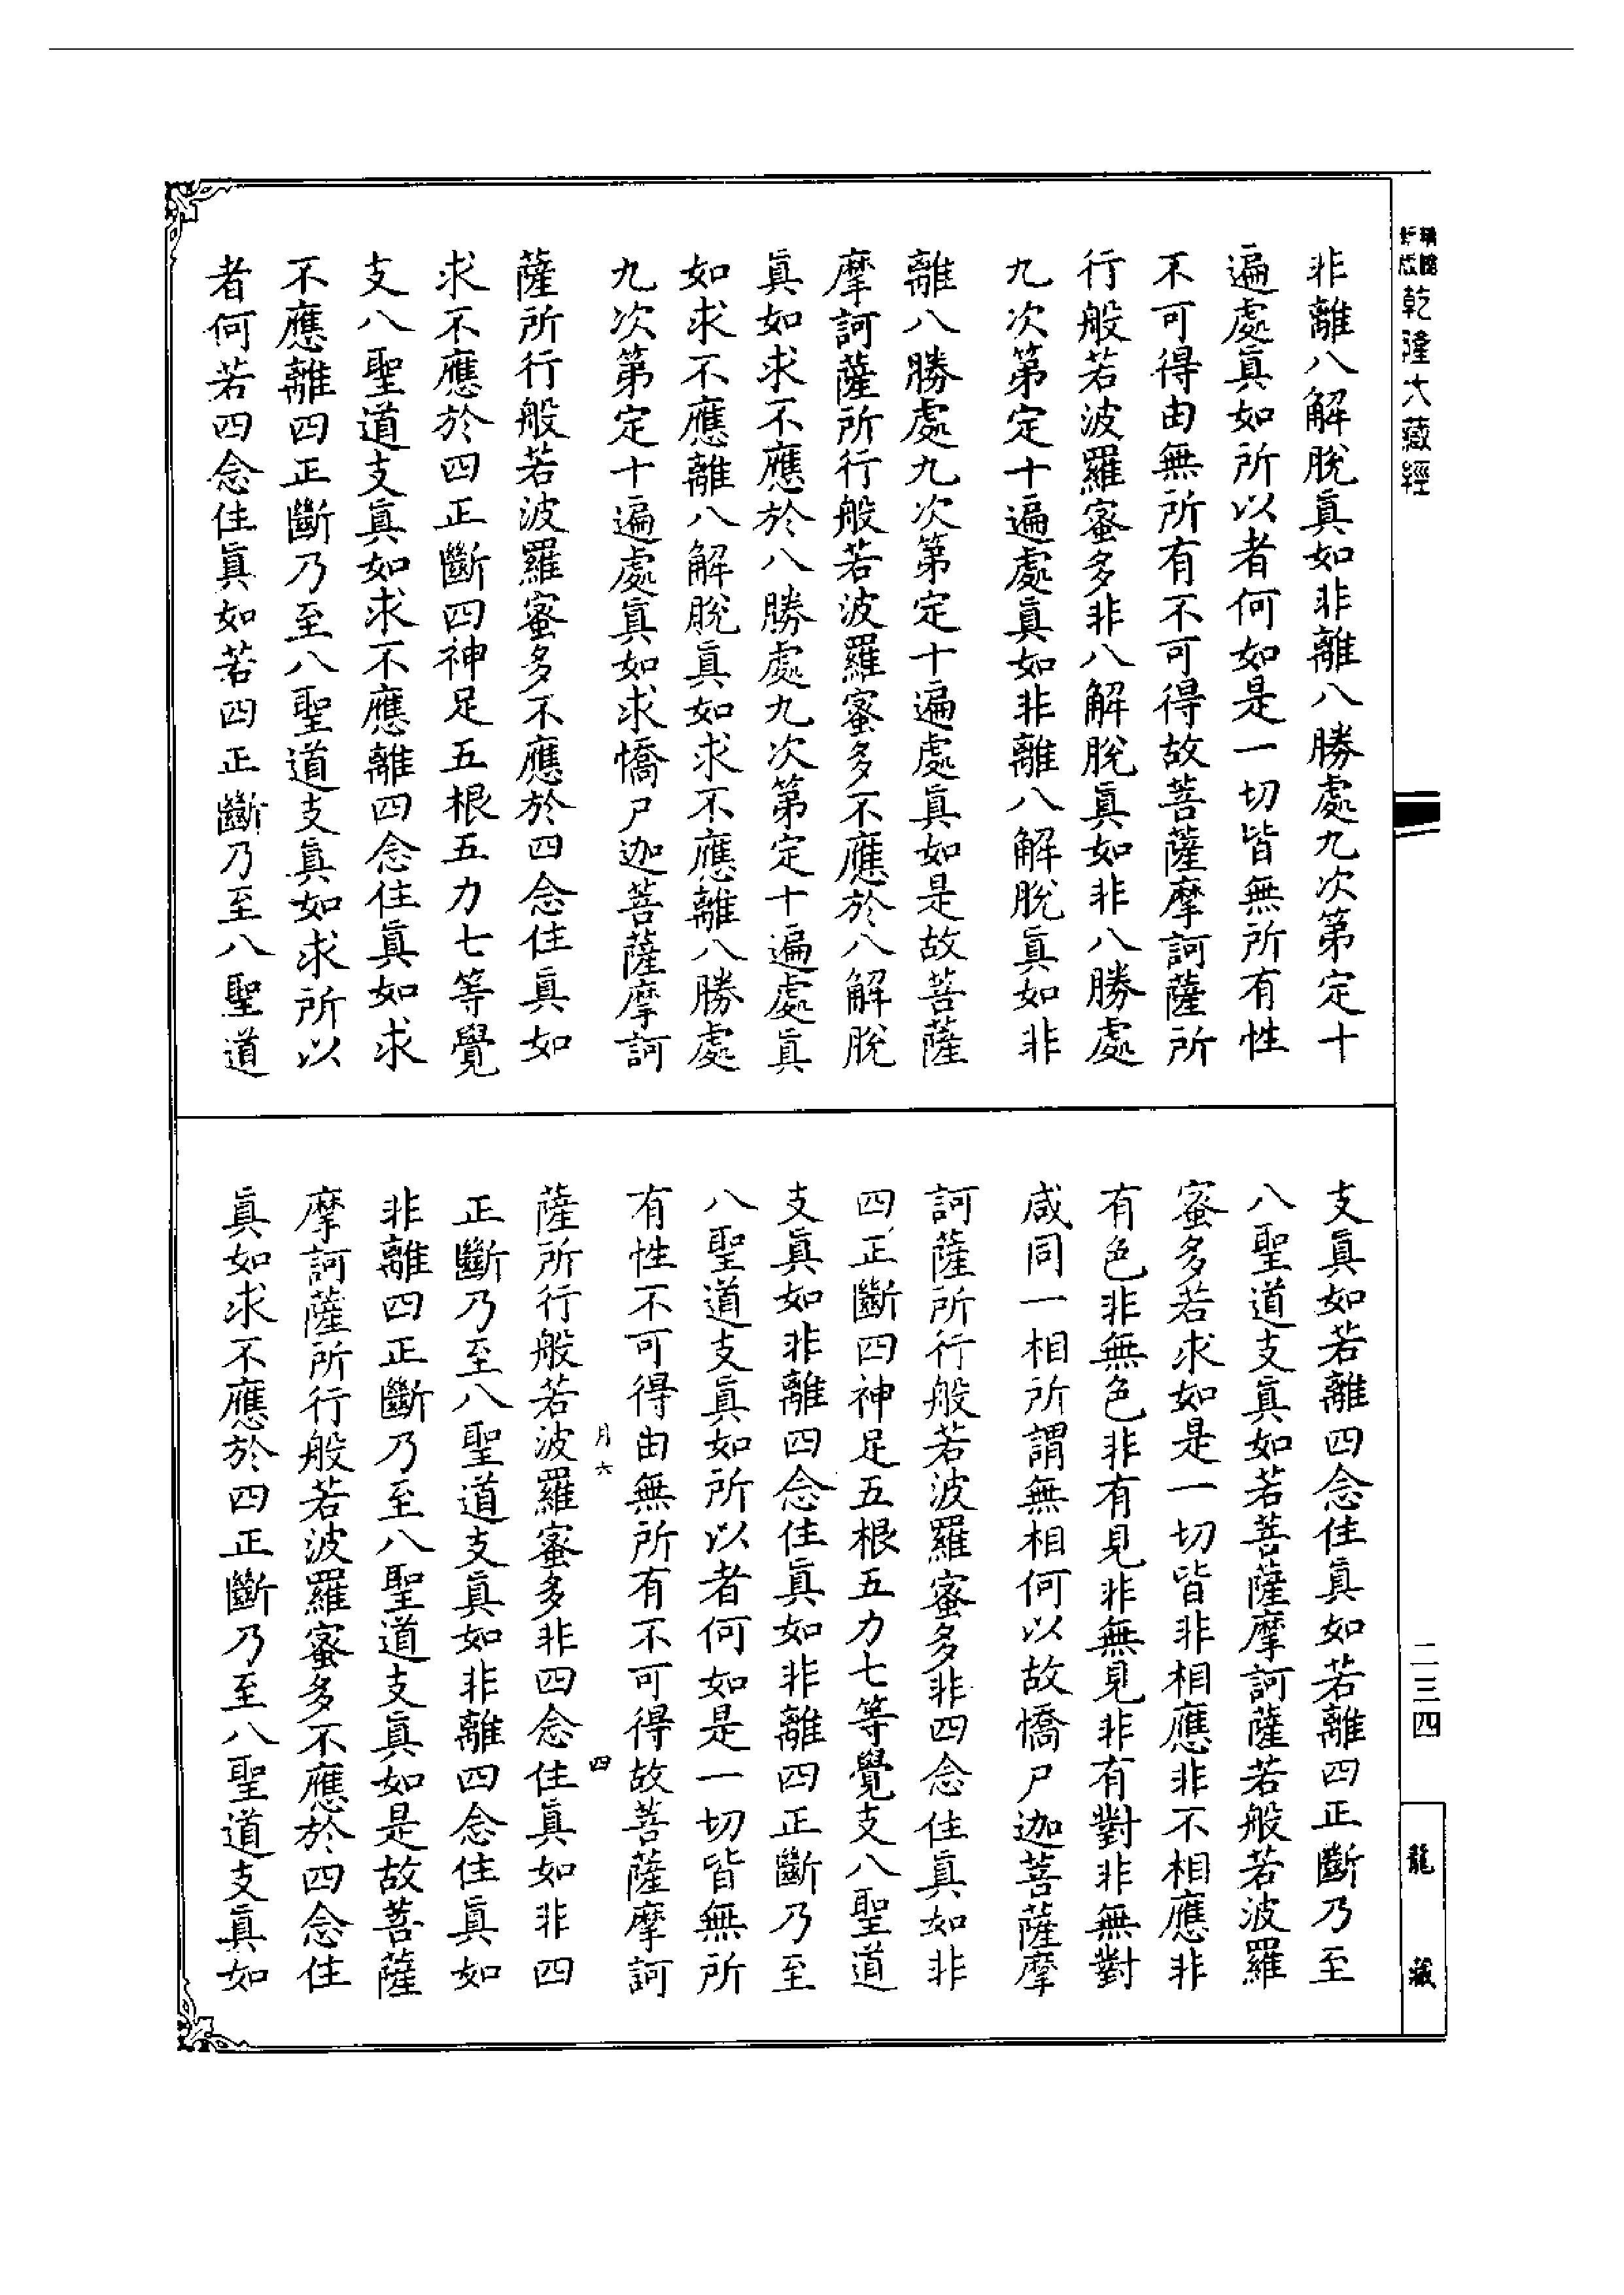 非離八解脫眞如非離八勝處九次第定十
遍處眞如所以者何如是一切皆無所有性
不可得由無所有不可得故菩薩摩訶薩所
行般若波羅蜜多非八解脫眞如非八勝處
九次第定十遍處眞如非離八解脫眞如非
離八勝處九次第定十遍處眞如是故菩薩
摩訶薩所行般若波羅蜜多不應於八解脫
眞如求不應於八勝處九次第定十遍處眞
如求不應離八解脫眞如求不應離八勝處
九次第定十遍處眞如求憍尸迦菩薩摩訶
薩所行般若波羅蜜多不應於四念住眞如
求不應於四正斷四神足五根五力七等覺
支八聖道支眞如求不應離四念住眞如求
不應離四正斷乃至八聖道支眞如求所以
者何若四念住眞如若四正斷乃至八聖道
支眞如若離四念住眞如若離四正斷乃至
八聖道支眞如若菩薩摩訶薩若般若波羅
蜜多若求如是一切皆非相應非不相應非
有色非無色非有見非無見非有對非無對
咸同一相所謂無相何以故憍尸迦菩薩摩
訶薩所行般若波羅蜜多非四念住眞如非
四正斷四神足五根五力七等覺支八聖道
支眞如非離四念住眞如非離四正斷乃至
八聖道支眞如所以者何如是一切皆無所
有性不可得由無所有不可得故菩薩摩訶
月六 四
薩所行般若波羅蜜多非四念住眞如非四
正斷乃至八聖道支眞如非離四念住眞如
非離四正斷乃至八聖道支眞如是故菩薩
摩訶薩所行般若波羅蜜多不應於四念住
眞如求不應於四正斷乃至八聖道支眞如
乾隆大藏經
二三四
龍藏